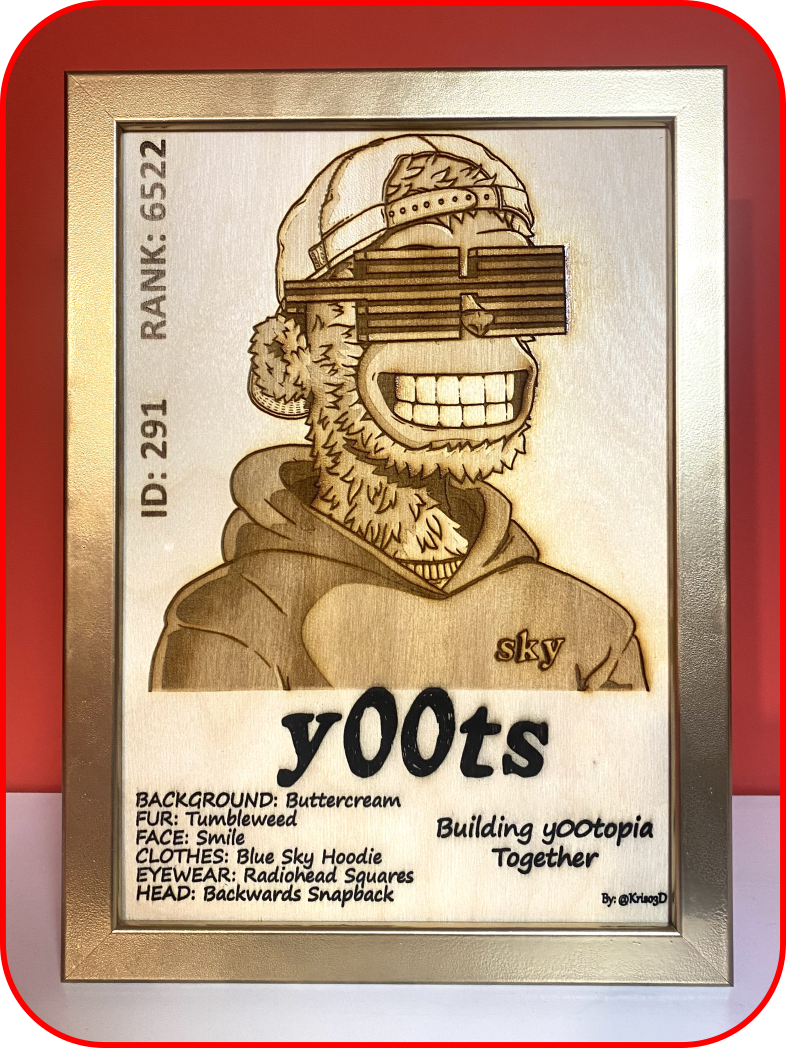 ID: 291 RANK: 6522
sky
y00ts
BACKGROUND: Buttercream
FUR: Tumbleweed
FACE: Smile
CLOTHES: Blue Sky Hoodie
EYEWEAR: Radiohead Squares
HEAD: Backwards Snapback
Building y00topia
Together
By: @Kriso3D